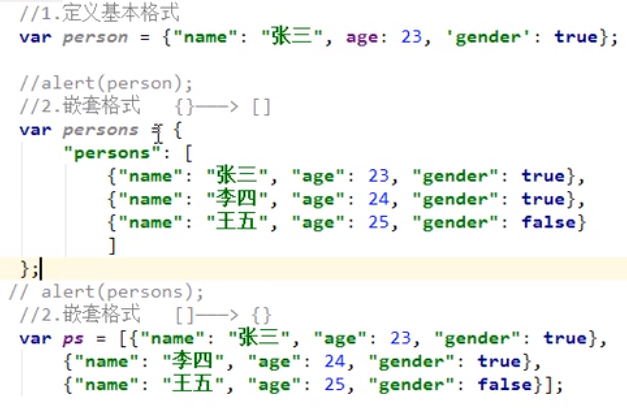 //1.定义基本格式
var person = {"name": "张三", age: 23, 'gender': true};
//alert(person);
//2.嵌套格式   {}———> []
var persons = {
"persons": [
{"name": "张三", "age": 23, "gender": true},
{"name": "李四", "age": 24, "gender": true},
{"name": "王五", "age": 25, "gender": false}
]
};
// alert(persons);
//2.嵌套格式   []———> {}
var ps = [{"name": "张三", "age": 23, "gender": true},
{"name": "李四", "age": 24, "gender": true},
{"name": "王五", "age": 25, "gender": false}];